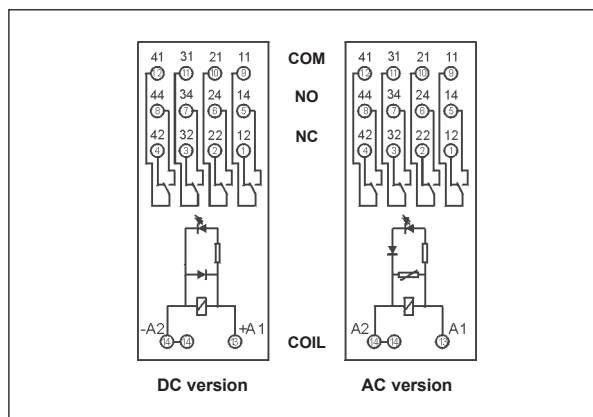 41 31 21 11 COM 41 31 21 11
12 11 10 9 12 11 10 9
44 34 24 14 NO 44 34 24 14
8 7 6 5 8 7 6 5
42 32 22 12 NC 42 32 22 12
4 3 2 1 4 3 2 1
-A2 +A1 A2 A1
14 14 13 COIL 14 14 13
DC version AC version